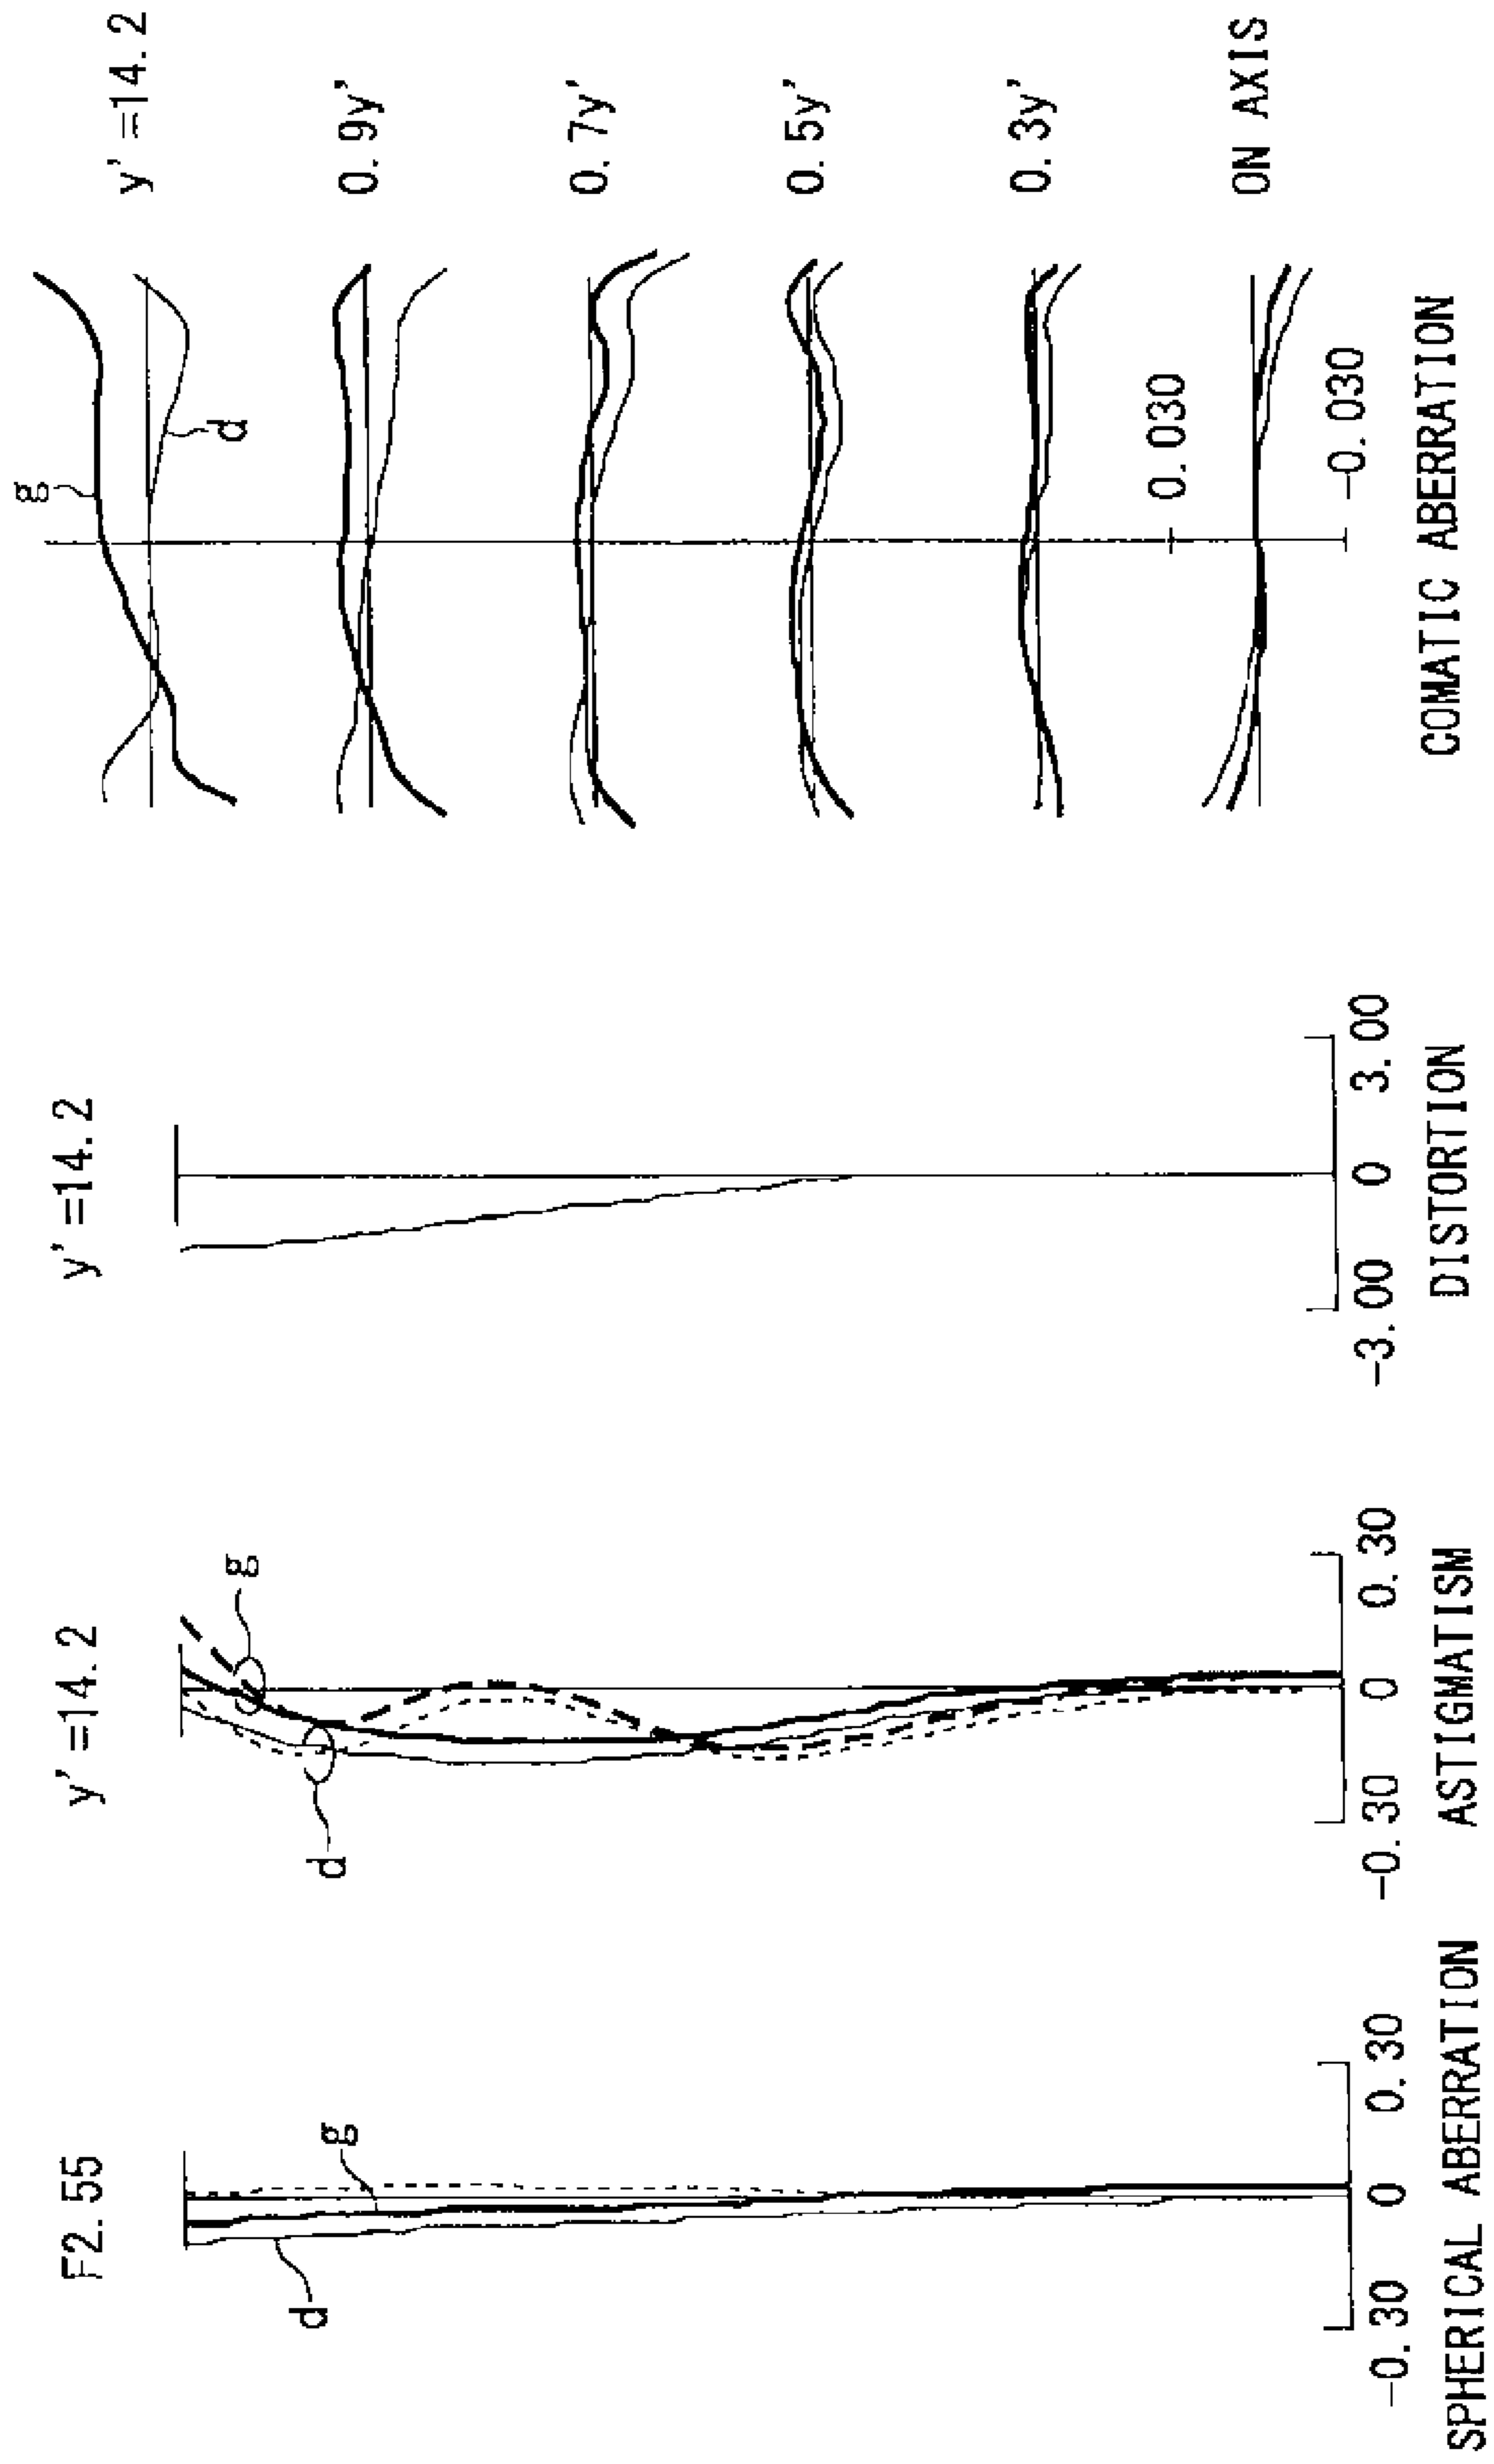 F2.55
g
d
-0.30
0
0.30
SPHERICAL ABERRATION
y'=14.2
g
d
-0.30
0
0.30
ASTIGMATISM
y'=14.2
-3.00
0
3.00
DISTORTION
g
d
y'=14.2
0.9y'
0.7y'
0.5y'
0.3y'
ON AXIS
0.030
-0.030
COMATIC ABERRATION